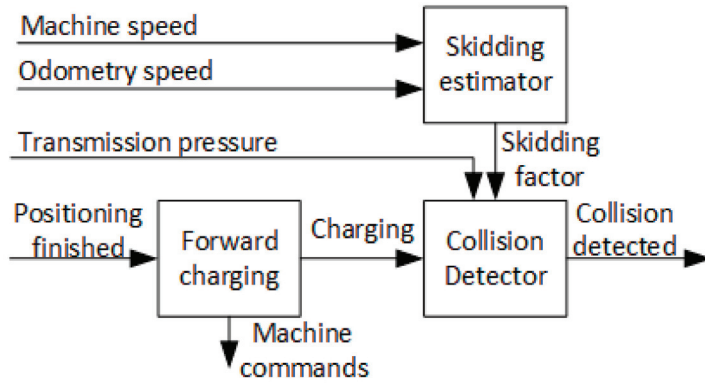 Machine speed
Odometry speed
Skidding
estimator
Transmission pressure
Skidding
factor
Positioning
finished
Forward
charging
Charging
Collision
Detector
Collision
detected
Machine
commands